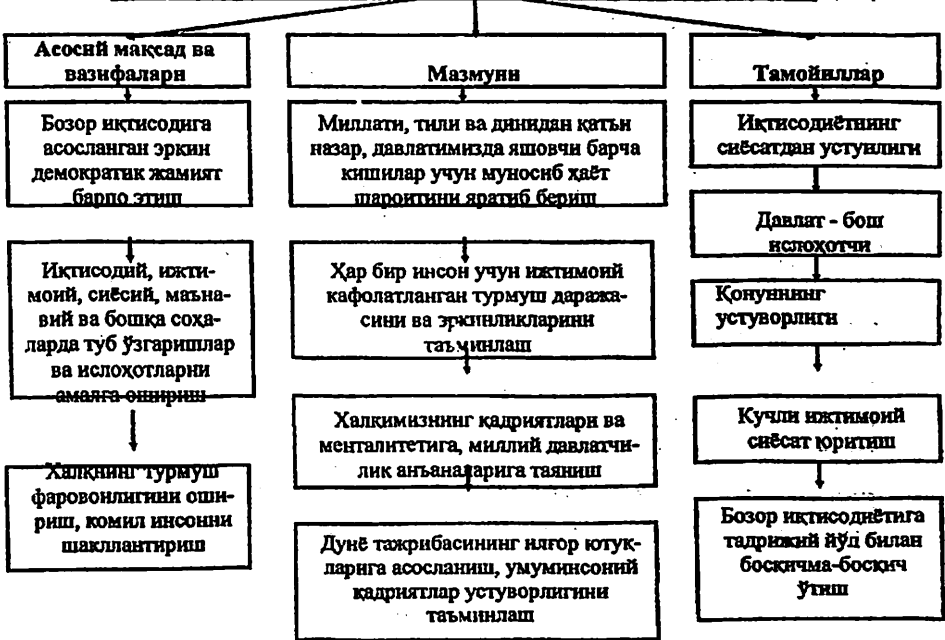 Асосий мақсад ва
вазифалари
Бозор иқтисодига
асосланган эркин
демократик жамият
барпо этиш
Иқтисодий, ижти-
моий, сиёсий, маъна-
вий ва бошқа соҳа-
ларда туб ўзгаришлар
ва ислоҳотларни
амалга ошириш
Халқнинг турмуш
фаровонлигини оши-
риш, комил инсонни
шакллантириш
Мазмуни
Миллати, тили ва динидан қатъи
назар, давлатимизда яшовчи барча
кишилар учун муносиб ҳаёт
шароитини яратиб бериш
Ҳар бир инсон учун ижтимоий
кафолатланган турмуш даража-
сини ва эркинликларини
таъминлаш
Халқимизнинг қадриятлари ва
менталитетига, миллий давлатчи-
лик анъаналарига таяниш
Дунё тажрибасининг илғор ютуқ-
ларига асосланиш, умуминсоний
қадриятлар устуворлигини
таъминлаш
Тамойиллар
Иқтисодиётнинг
сиёсатдан устунлиги
Давлат - бош
ислоҳотчи
Қонуннинг
устуворлиги
Кучли ижтимоий
сиёсат юритиш
Бозор иқтисодиётига
тадрижий йўл билан
босқичма-босқич
ўтиш